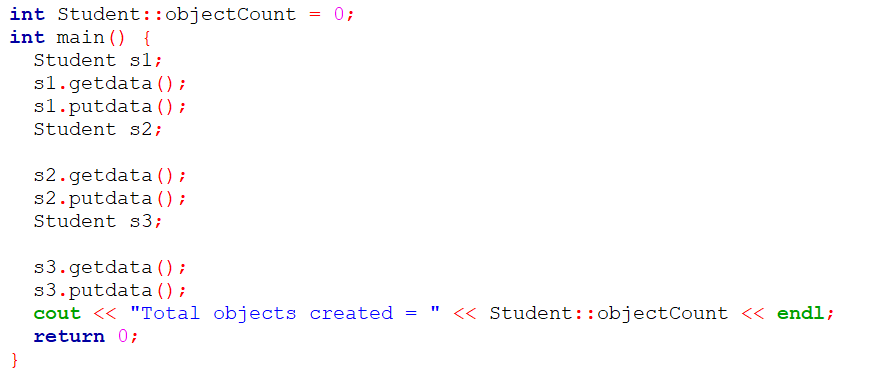 int Student::objectCount = 0;
int main() {
  Student s1;
  s1.getdata();
  s1.putdata();
  Student s2;

  s2.getdata();
  s2.putdata();
  Student s3;

  s3.getdata();
  s3.putdata();
  cout << "Total objects created = " << Student::objectCount << endl;
  return 0;
}